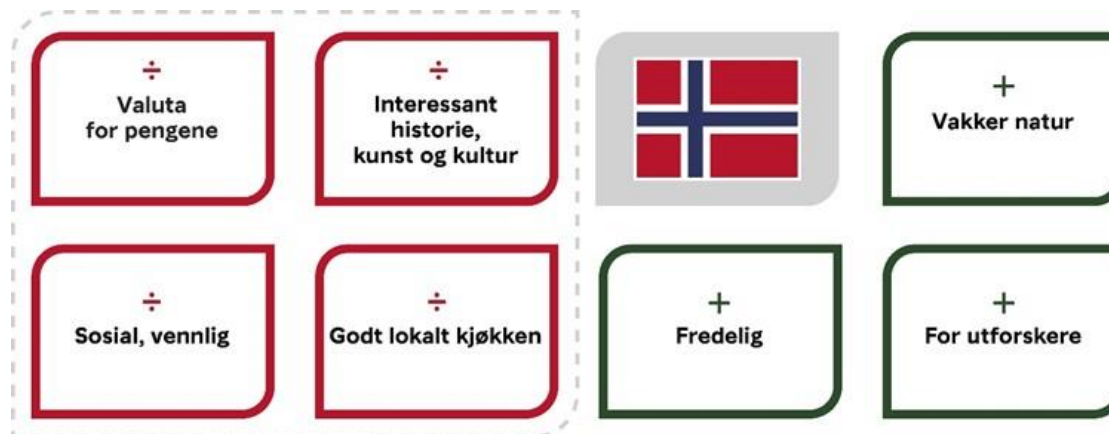 ÷
Valuta
for pengene
÷
Interessant
historie,
kunst og kultur
+
Vakker natur
÷
Sosial, vennlig
÷
Godt lokalt kjøkken
+
Fredelig
+
For utforskere